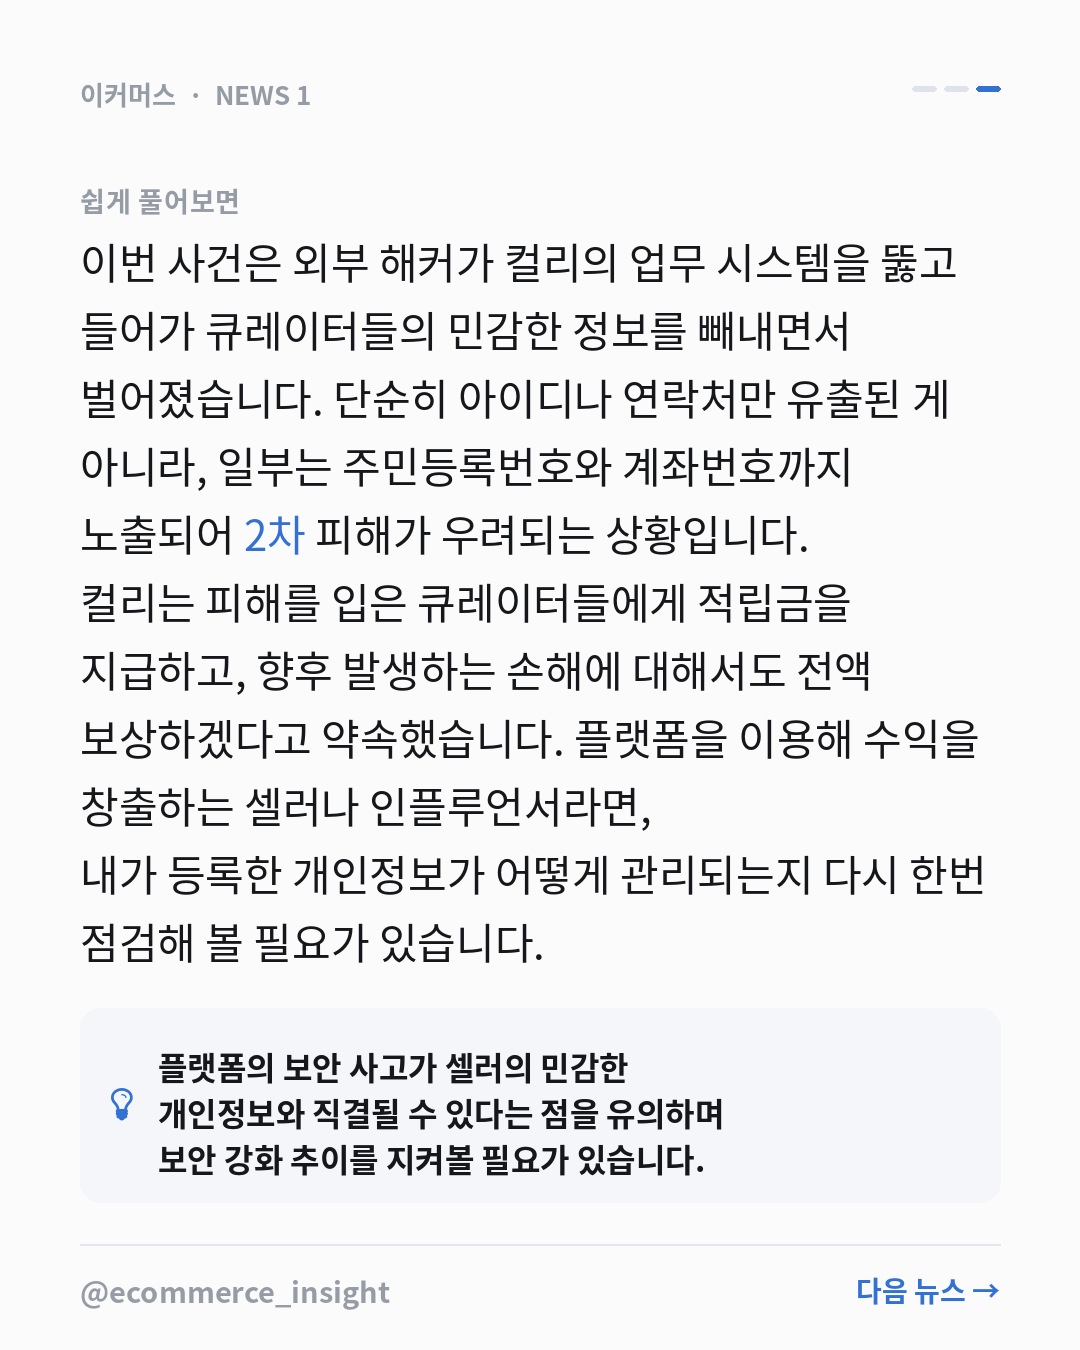 이커머스 · NEWS 1
쉽게 풀어보면
이번 사건은 외부 해커가 컬리의 업무 시스템을 뚫고
들어가 큐레이터들의 민감한 정보를 빼내면서
벌어졌습니다. 단순히 아이디나 연락처만 유출된 게
아니라, 일부는 주민등록번호와 계좌번호까지
노출되어 2차 피해가 우려되는 상황입니다.
컬리는 피해를 입은 큐레이터들에게 적립금을
지급하고, 향후 발생하는 손해에 대해서도 전액
보상하겠다고 약속했습니다. 플랫폼을 이용해 수익을
창출하는 셀러나 인플루언서라면,
내가 등록한 개인정보가 어떻게 관리되는지 다시 한번
점검해 볼 필요가 있습니다.
플랫폼의 보안 사고가 셀러의 민감한
개인정보와 직결될 수 있다는 점을 유의하며
보안 강화 추이를 지켜볼 필요가 있습니다.
@ecommerce_insight
다음 뉴스 →